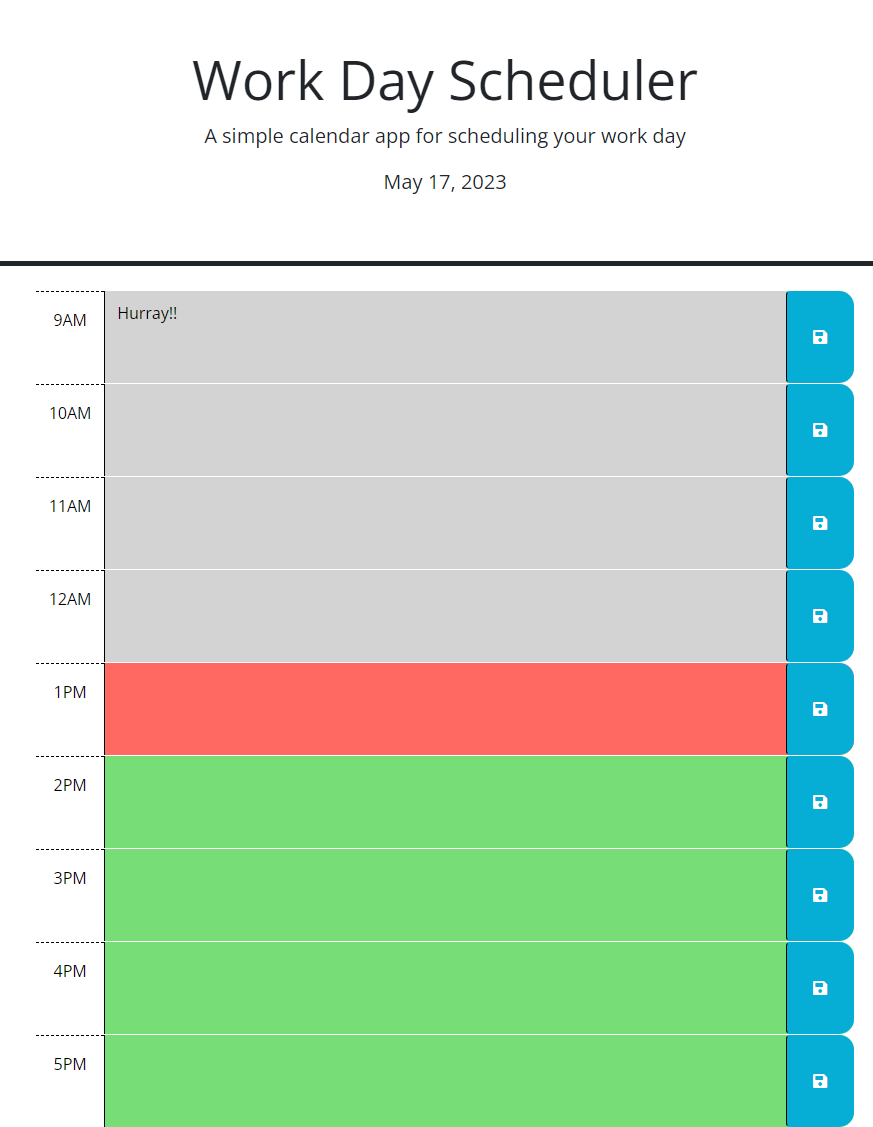 Work Day Scheduler
A simple calendar app for scheduling your work day
May 17, 2023
9AM
Hurray!!
10AM
11AM
12AM
1PM
2PM
3PM
4PM
5PM